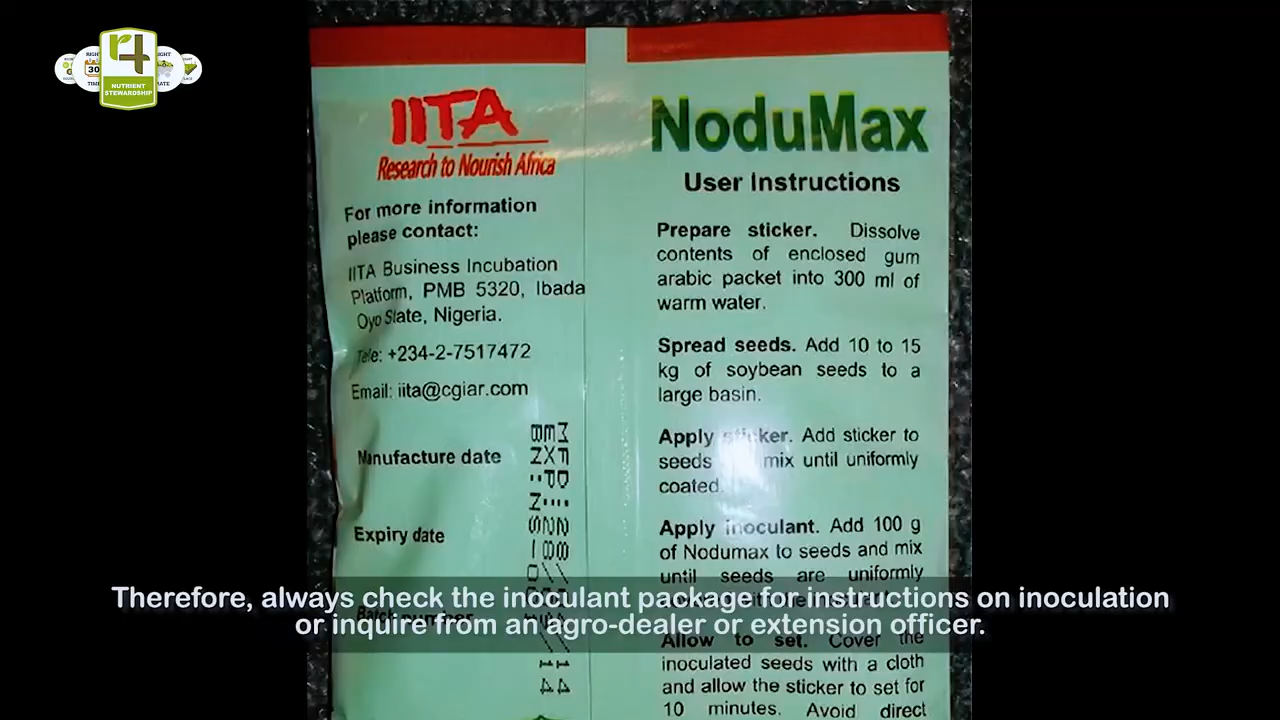 r4
NUTRIENT
STEWARDSHIP
RIGHT
30
TIME
IITA
Research to Nourish Africa
For more information
please contact:
IITA Business Incubation
Platform, PMB 5320, Ibada
Oyo State, Nigeria.
Tele: +234-2-7517472
Email: iita@cgiar.com
Manufacture date
Expiry date
NoduMax
User Instructions
Prepare sticker. Dissolve
contents of enclosed gum
arabic packet into 300 ml of
warm water.
Spread seeds. Add 10 to 15
kg of soybean seeds to a
large basin.
Apply sticker. Add sticker to
seeds mix until uniformly
coated.
Apply inoculant. Add 100 g
of Nodumax to seeds and mix
until seeds are uniformly
Allow to set. Cover the
inoculated seeds with a cloth
and allow the sticker to set for
10 minutes. Avoid direct
Therefore, always check the inoculant package for instructions on inoculation
or inquire from an agro-dealer or extension officer.